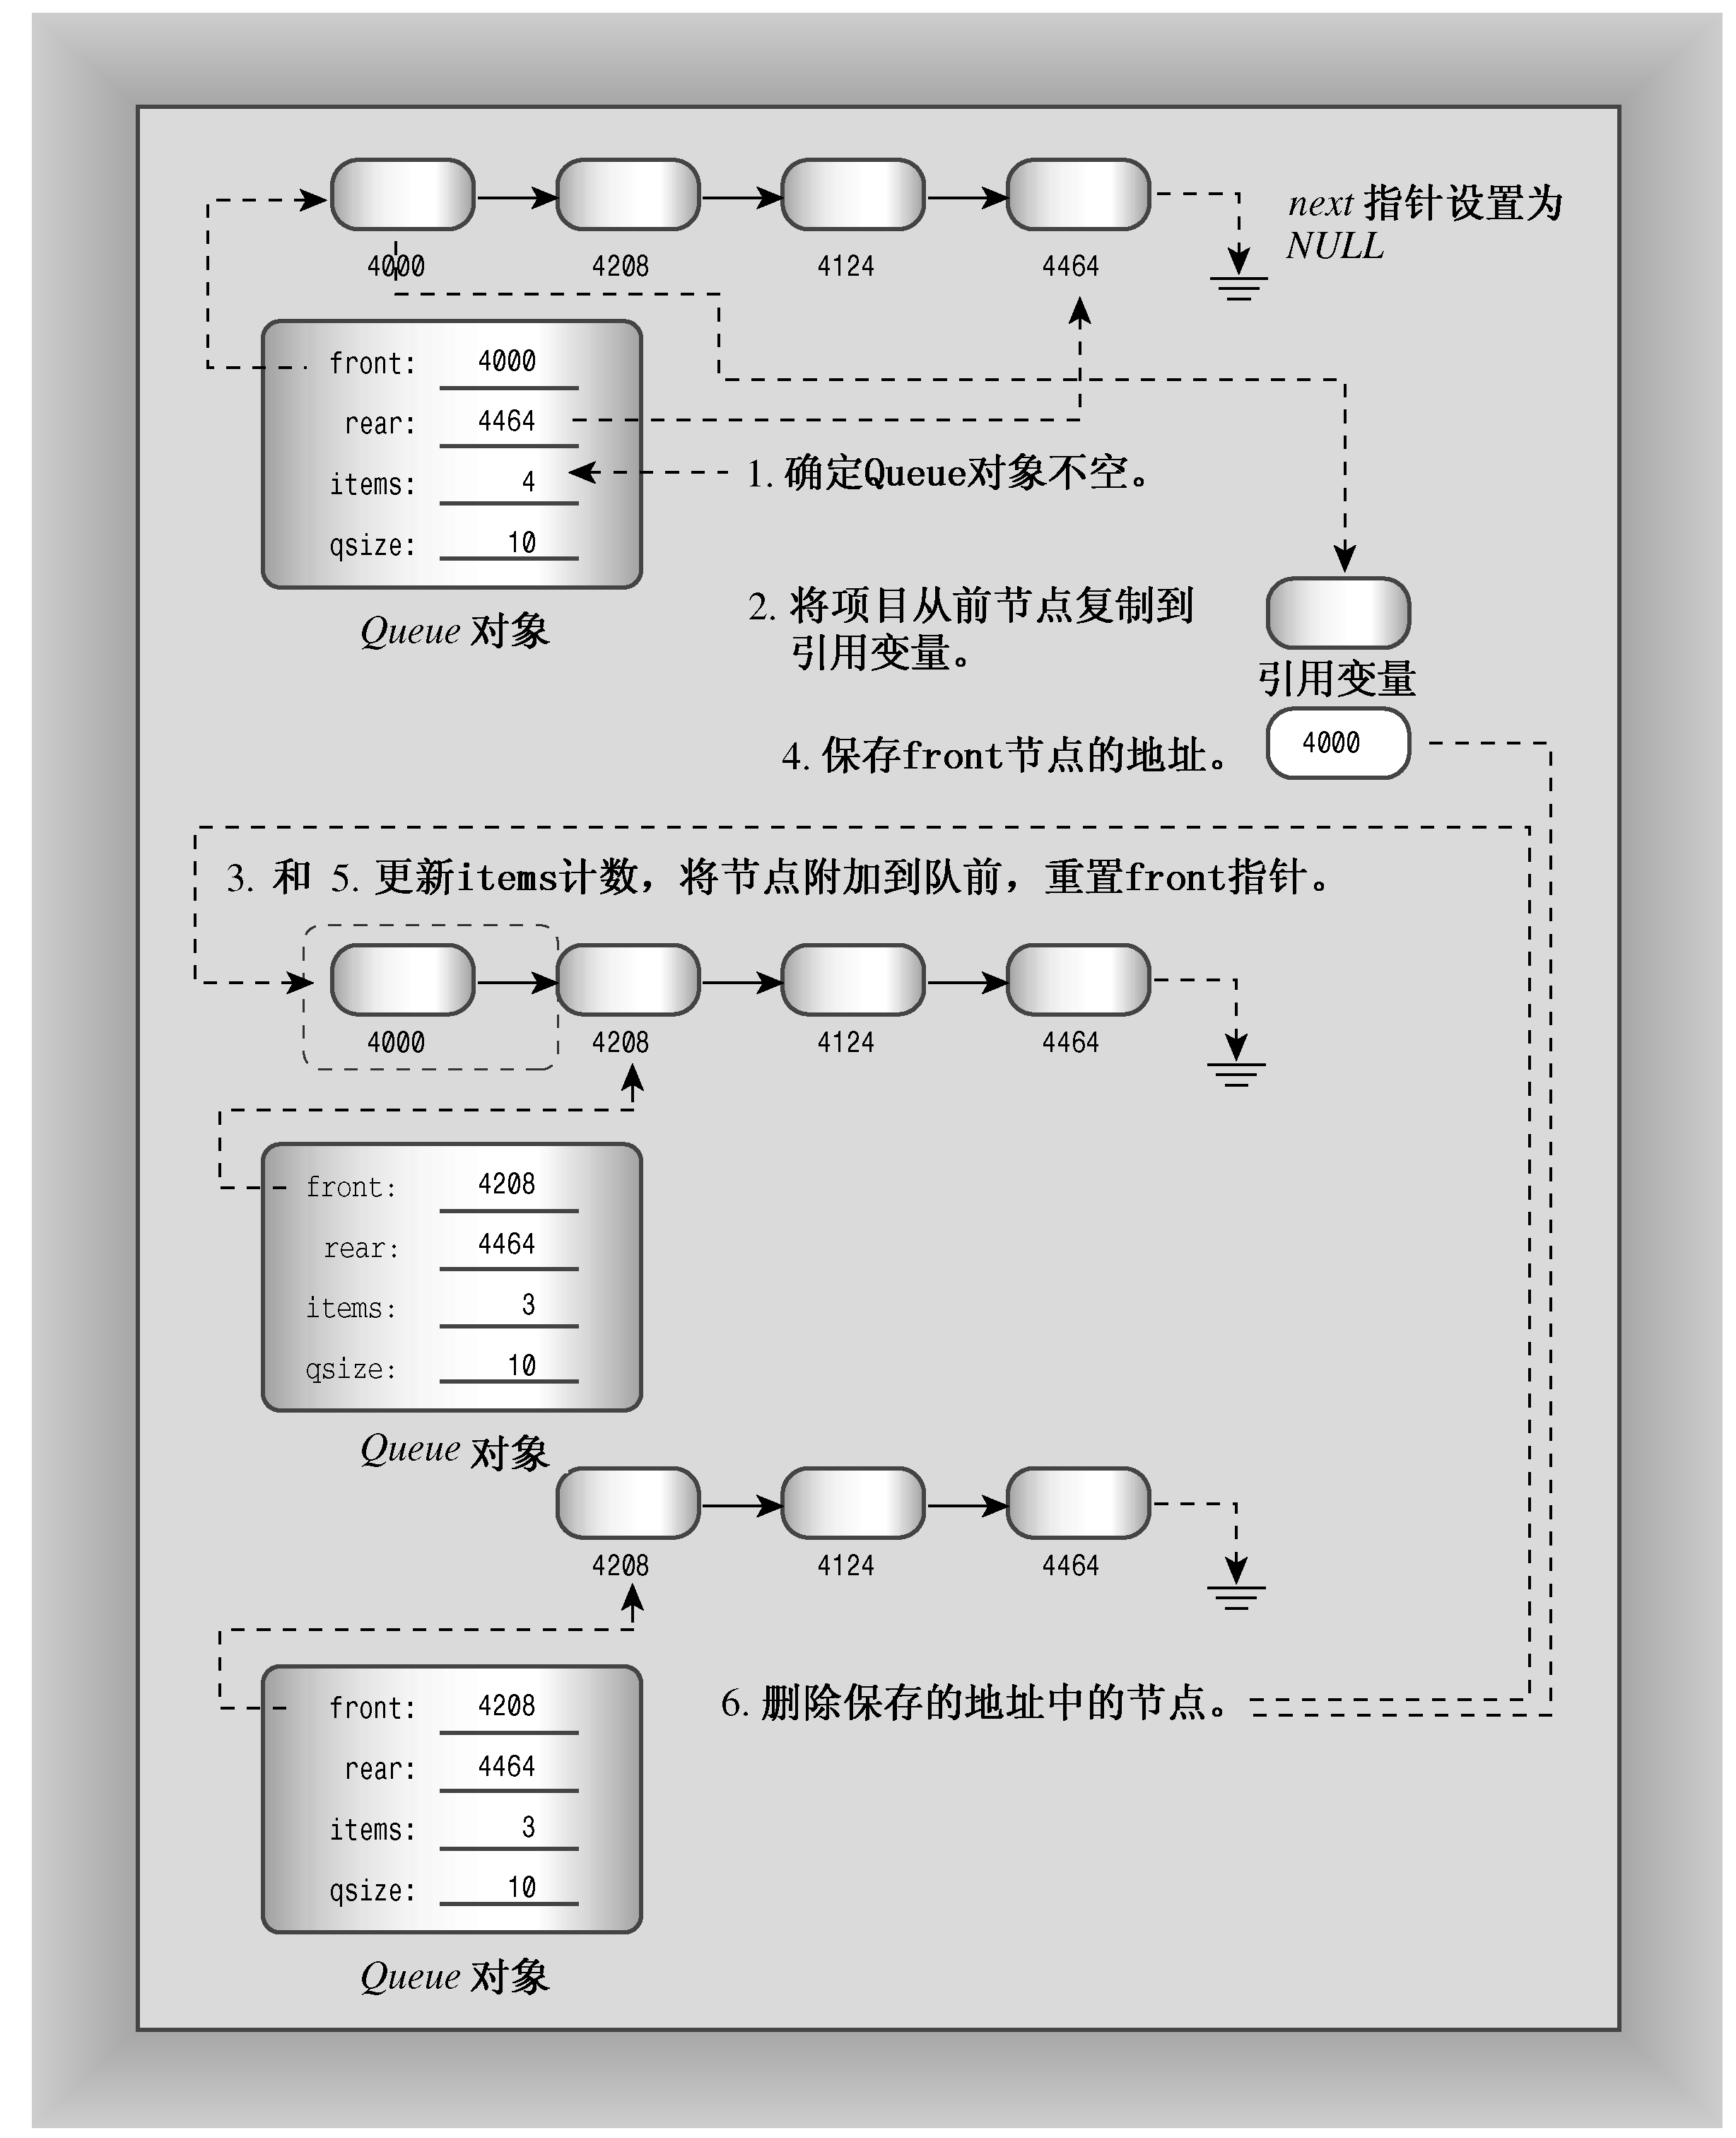 next 指针设置为
NULL
4000 4208 4124 4464
front: 4000
rear: 4464
items: 4
qsize: 10
Queue 对象
1. 确定Queue对象不空。
2. 将项目从前节点复制到
引用变量。
引用变量
4. 保存front节点的地址。
4000
3. 和 5. 更新items计数，将节点附加到队前，重置front指针。
4000 4208 4124 4464
front: 4208
rear: 4464
items: 3
qsize: 10
Queue 对象
4208 4124 4464
front: 4208
rear: 4464
items: 3
qsize: 10
6. 删除保存的地址中的节点。
Queue 对象